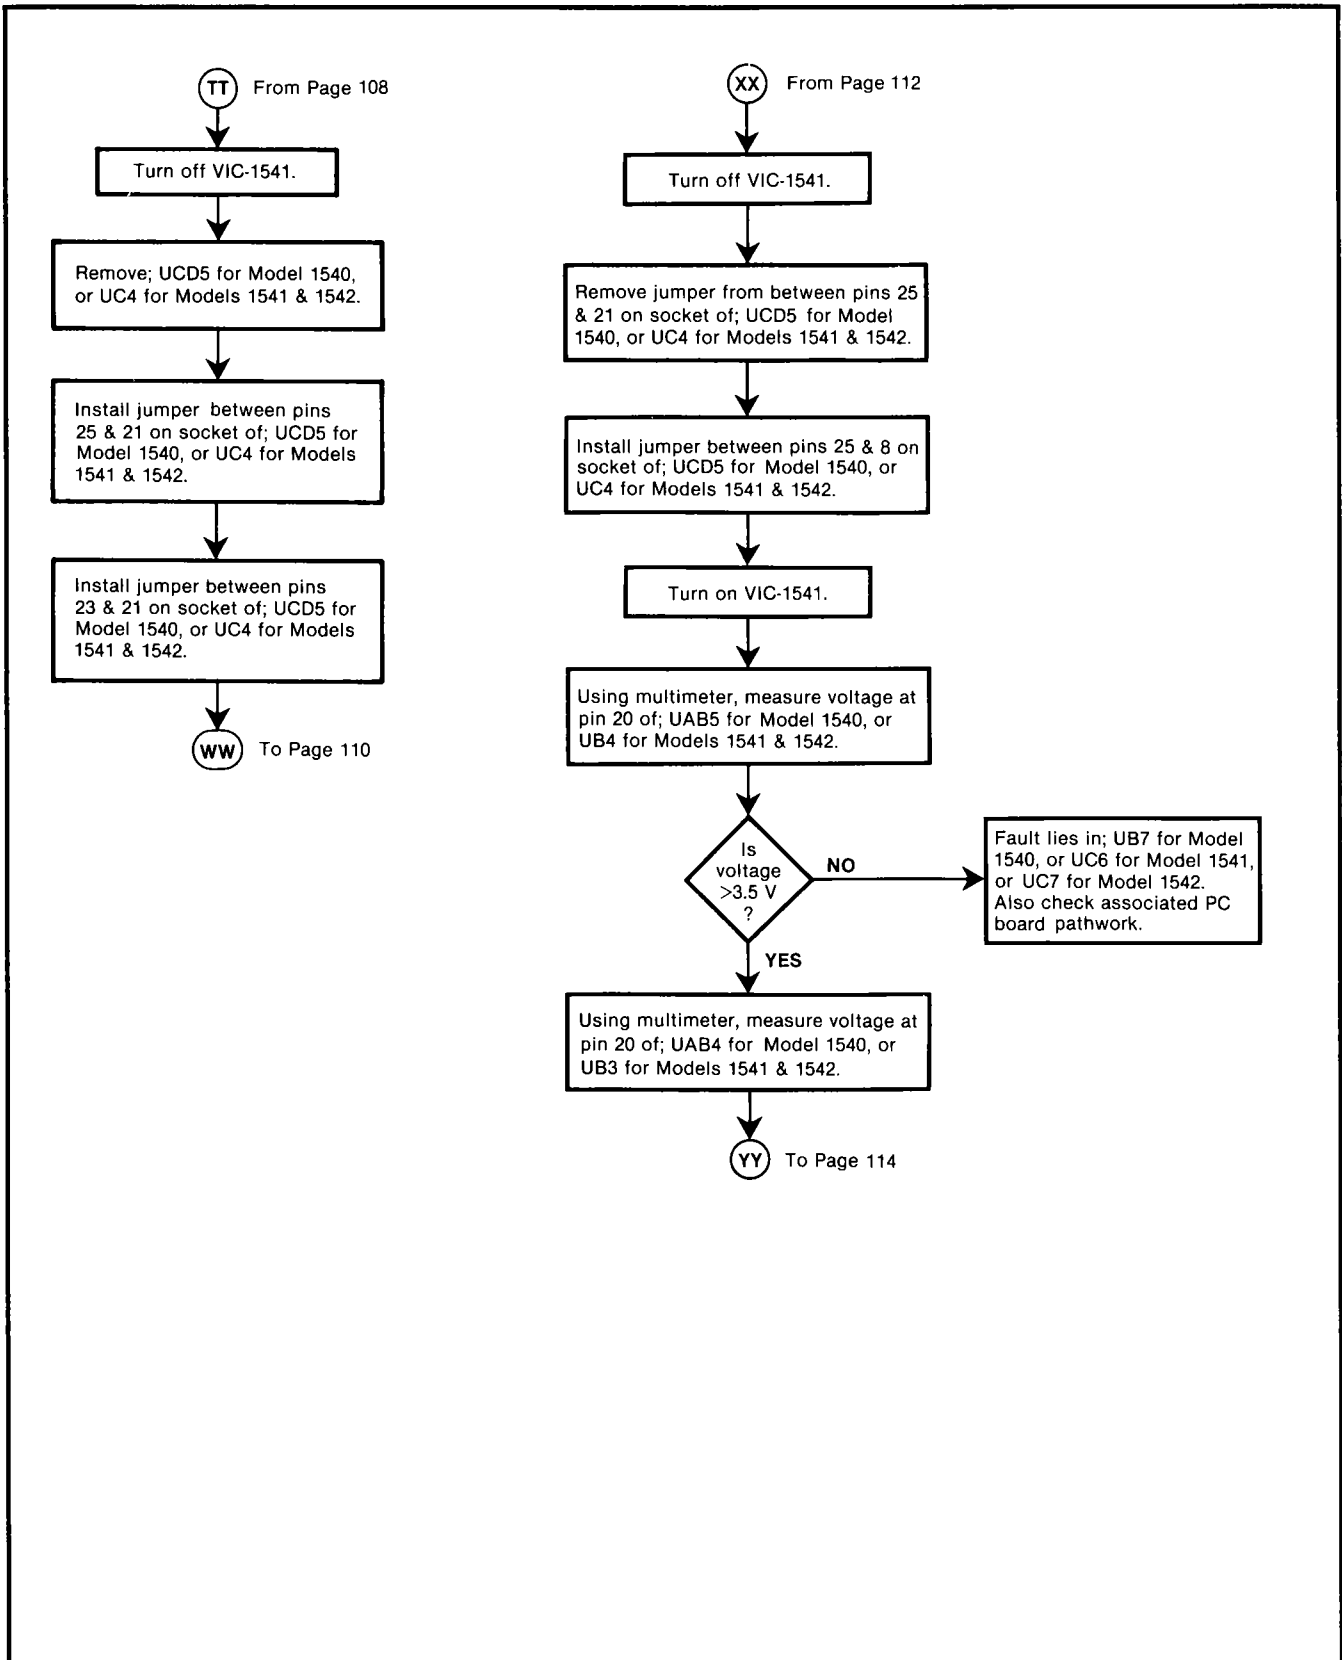 TT From Page 108
Turn off VIC-1541.
Remove; UCD5 for Model 1540,
or UC4 for Models 1541 & 1542.
Install jumper between pins
25 & 21 on socket of; UCD5 for
Model 1540, or UC4 for Models
1541 & 1542.
Install jumper between pins
23 & 21 on socket of; UCD5 for
Model 1540, or UC4 for Models
1541 & 1542.
WW To Page 110
XX From Page 112
Turn off VIC-1541.
Remove jumper from between pins 25
& 21 on socket of; UCD5 for Model
1540, or UC4 for Models 1541 & 1542.
Install jumper between pins 25 & 8 on
socket of; UCD5 for Model 1540, or
UC4 for Models 1541 & 1542.
Turn on VIC-1541.
Using multimeter, measure voltage at
pin 20 of; UAB5 for Model 1540, or
UB4 for Models 1541 & 1542.
Is
voltage
>3.5 V
?
NO
Fault lies in; UB7 for Model
1540, or UC6 for Model 1541,
or UC7 for Model 1542.
Also check associated PC
board pathwork.
YES
Using multimeter, measure voltage at
pin 20 of; UAB4 for Model 1540, or
UB3 for Models 1541 & 1542.
YY To Page 114